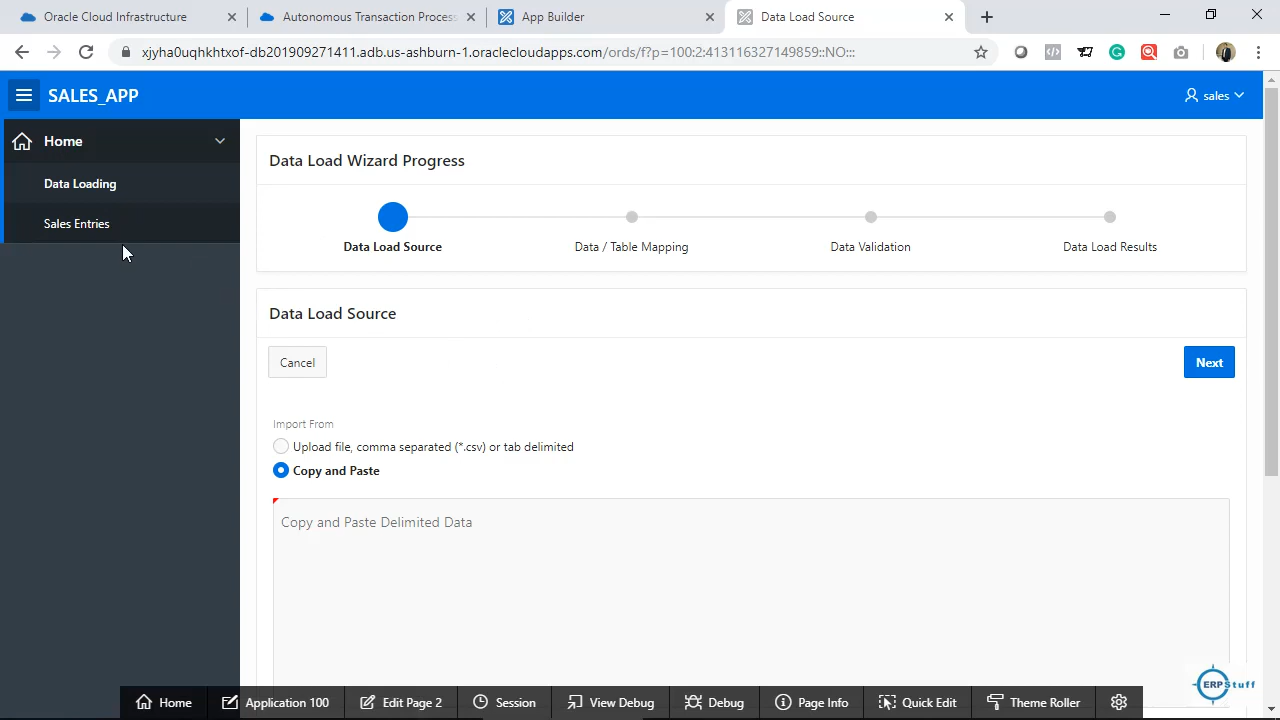 Oracle Cloud Infrastructure
Autonomous Transaction Process
App Builder
Data Load Source
xjyha0uqhkhtxof-db201909271411.adb.us-ashburn-1.oraclecloudapps.com/ords/f?p=100:2:413116327149859::NO:::
SALES_APP
sales
Home
Data Loading
Sales Entries
Data Load Wizard Progress
Data Load Source
Data / Table Mapping
Data Validation
Data Load Results
Data Load Source
Cancel
Next
Import From
Upload file, comma separated (*.csv) or tab delimited
Copy and Paste
Copy and Paste Delimited Data
ERPStuff
Home
Application 100
Edit Page 2
Session
View Debug
Debug
Page Info
Quick Edit
Theme Roller